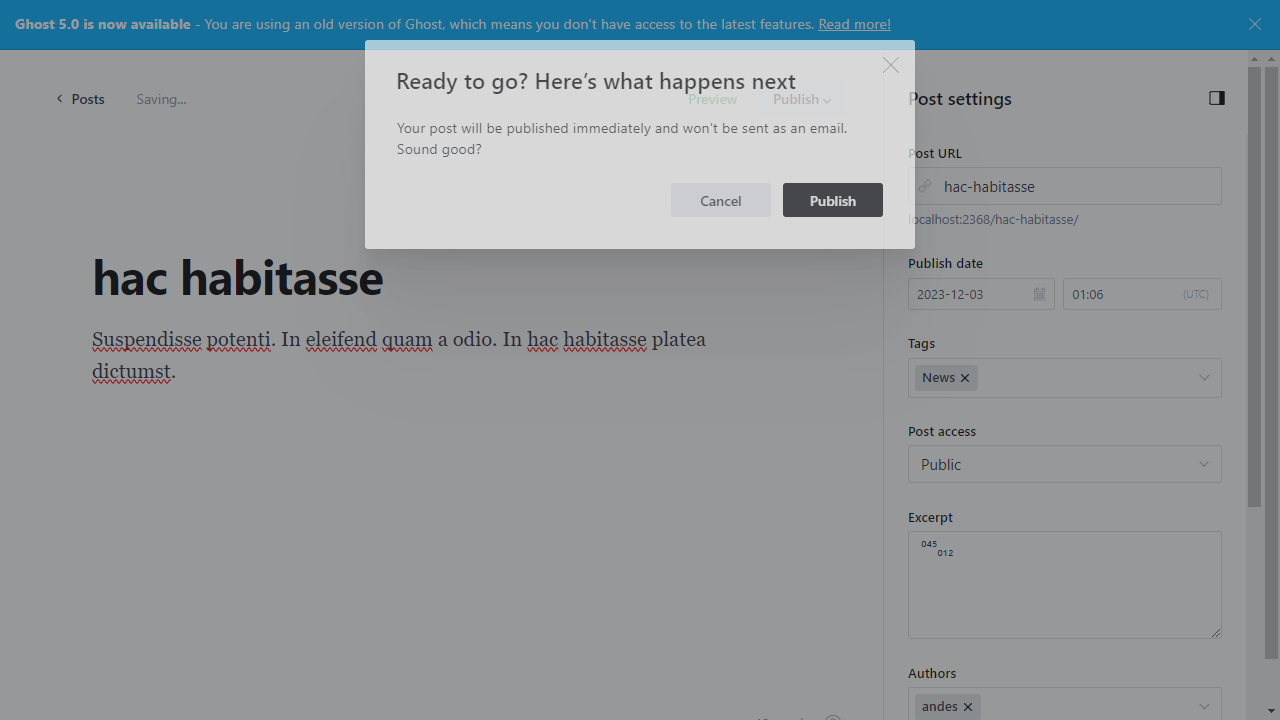 Ghost 5.0 is now available - You are using an old version of Ghost, which means you don't have access to the latest features. Read more!
Ready to go? Here's what happens next
Posts
Saving...
Preview
Publish
Your post will be published immediately and won't be sent as an email.
Sound good?
Cancel
Publish
hac habitasse
Suspendisse potenti. In eleifend quam a odio. In hac habitasse platea
dictumst.
Post settings
Post URL
hac-habitasse
localhost:2368/hac-habitasse/
Publish date
2023-12-03
01:06
(UTC)
Tags
News
Post access
Public
Excerpt
⁰⁴⁵₀₁₂
Authors
andes